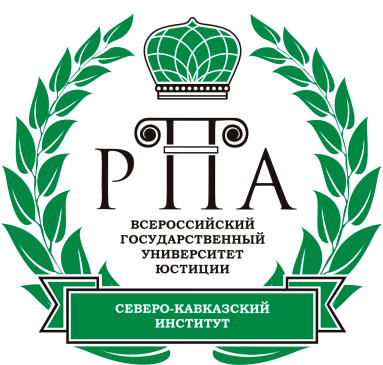 РПА
ВСЕРОССИЙСКИЙ
ГОСУДАРСТВЕННЫЙ
УНИВЕРСИТЕТ
ЮСТИЦИИ
СЕВЕРО-КАВКАЗСКИЙ
ИНСТИТУТ